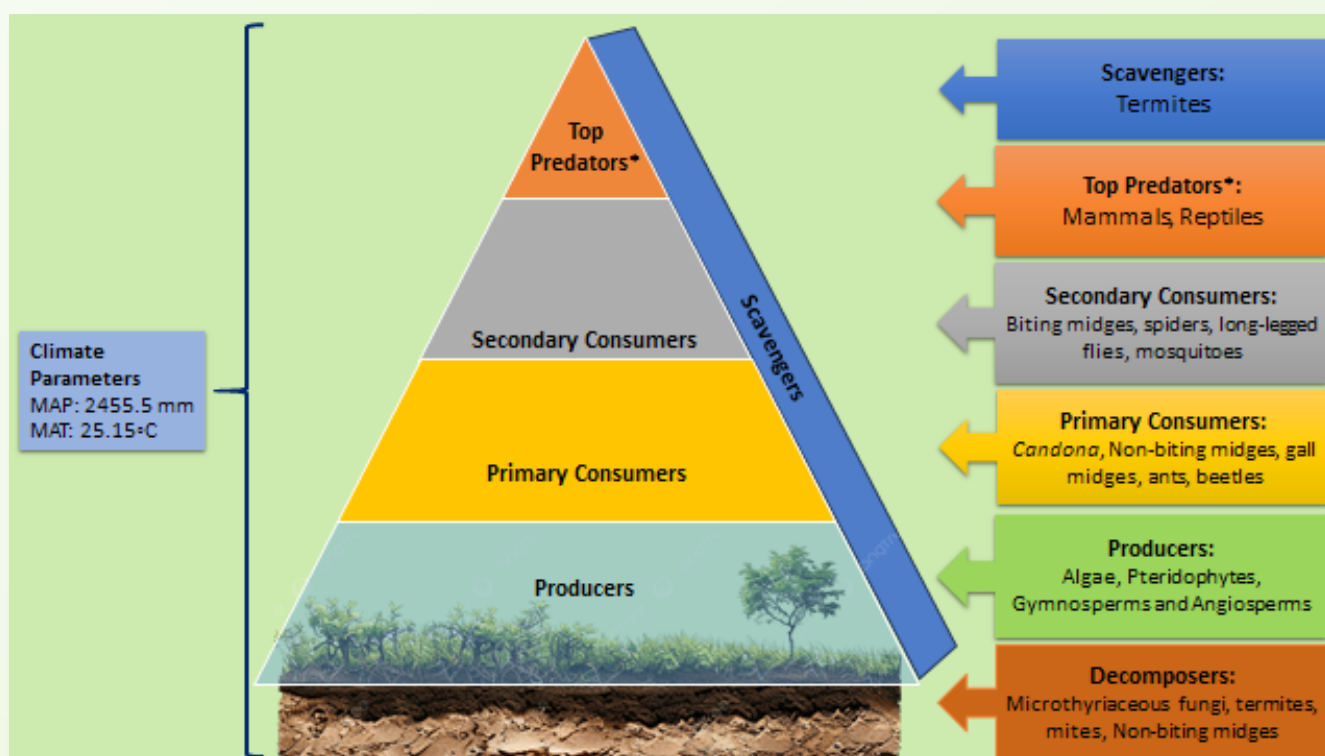 Climate
Parameters
MAP: 2455.5 mm
MAT: 25.15°C
Top
Predators*
Secondary Consumers
Primary Consumers
Producers
Scavengers
Scavengers:
Termites
Top Predators*:
Mammals, Reptiles
Secondary Consumers:
Biting midges, spiders, long-legged
flies, mosquitoes
Primary Consumers:
Candona, Non-biting midges, gall
midges, ants, beetles
Producers:
Algae, Pteridophytes,
Gymnosperms and Angiosperms
Decomposers:
Microthyriaceous fungi, termites,
mites, Non-biting midges